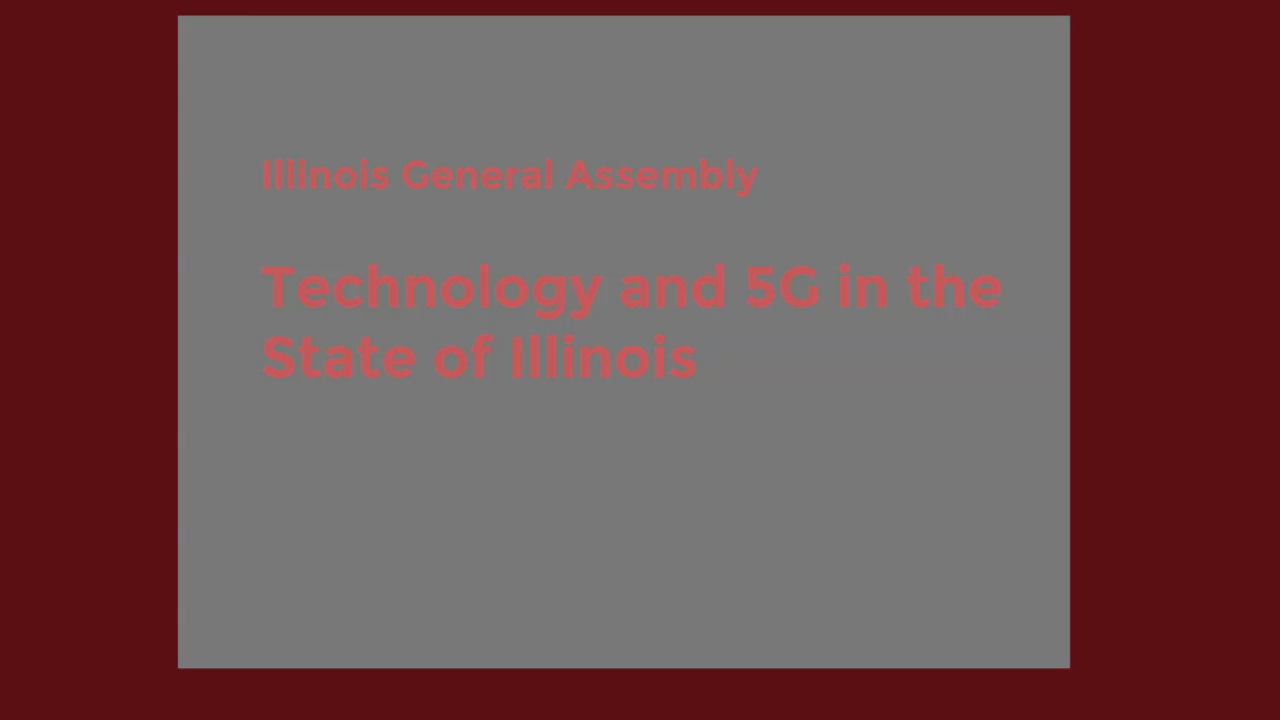 Illinois General Assembly
Technology and 5G in the
State of Illinois